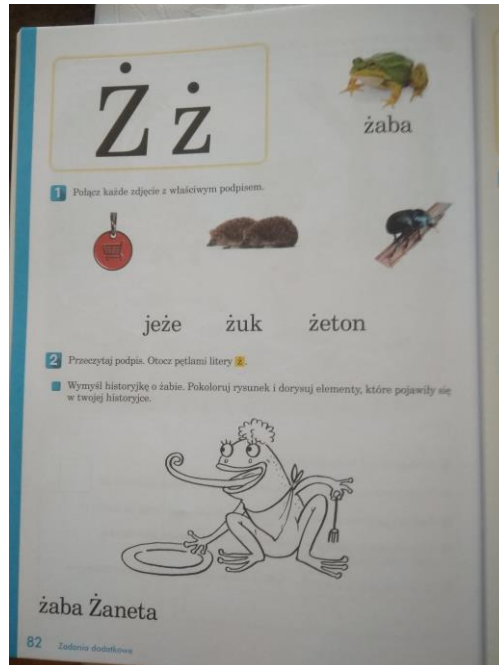 Ż ż
żaba
1 Połącz każde zdjęcie z właściwym podpisem.
jeże żuk żeton
2 Przeczytaj podpis. Otocz pętlami litery ż.
Wymyśl historyjkę o żabie. Pokoloruj rysunek i dorysuj elementy, które pojawiły się
w twojej historyjce.
żaba Żaneta
82 Zadania dodatkowe